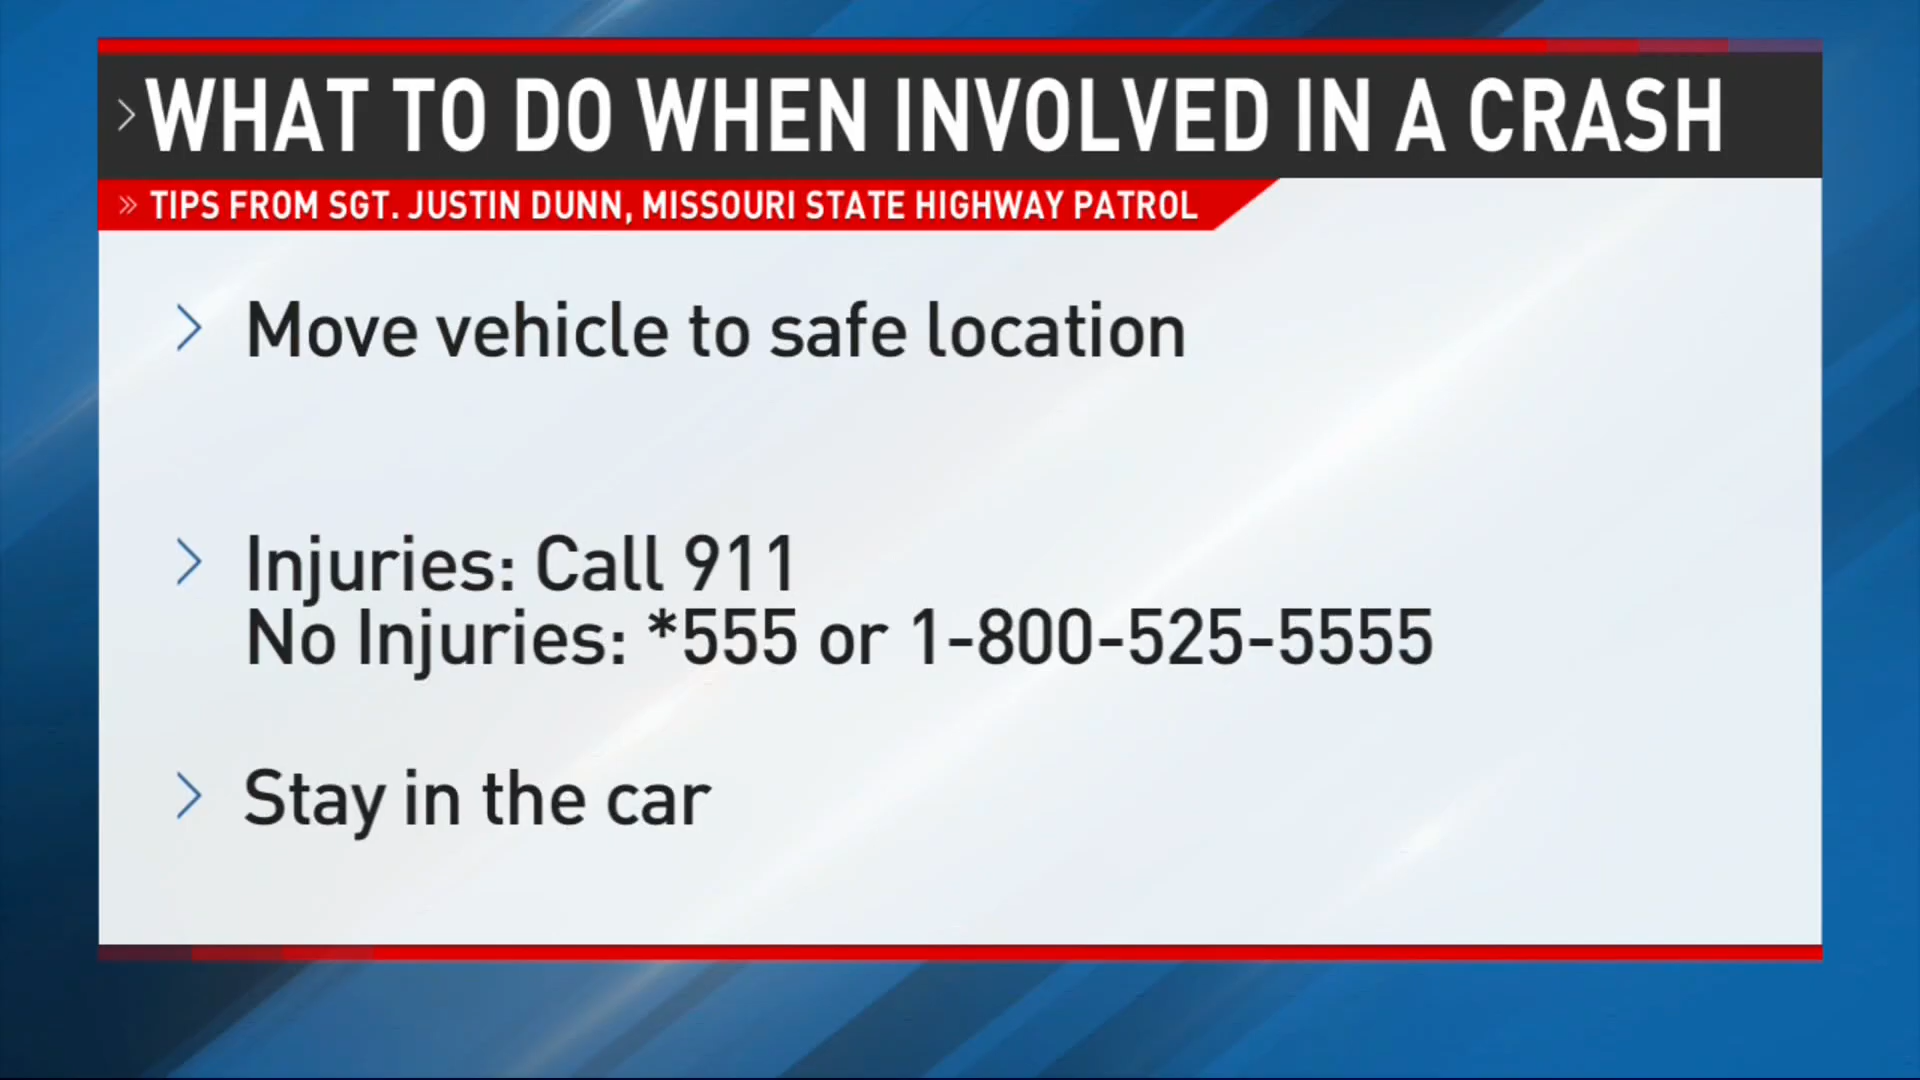 WHAT TO DO WHEN INVOLVED IN A CRASH
TIPS FROM SGT. JUSTIN DUNN, MISSOURI STATE HIGHWAY PATROL
Move vehicle to safe location
Injuries: Call 911
No Injuries: *555 or 1-800-525-5555
Stay in the car